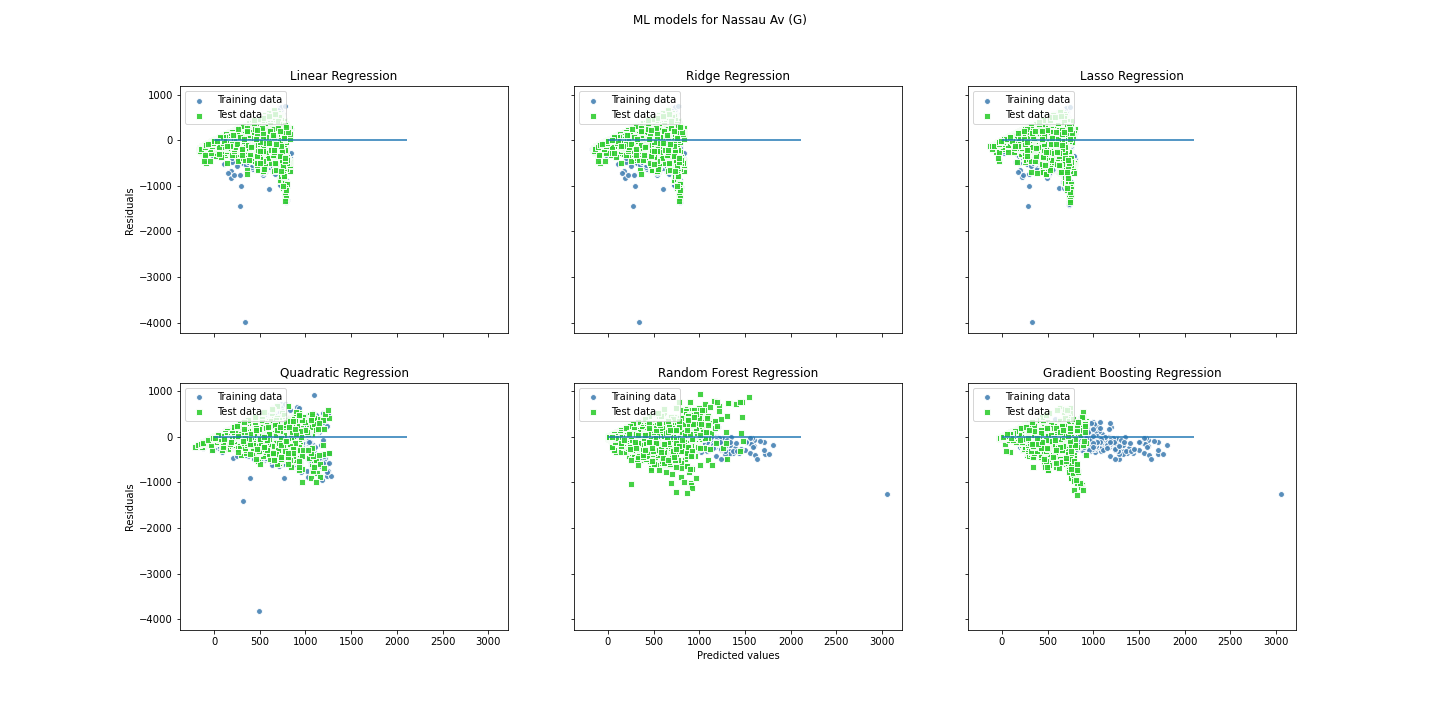 ML models for Nassau Av (G)
Linear Regression
Ridge Regression
Lasso Regression
Training data
Test data
Training data
Test data
Training data
Test data
1000
0
−1000
−2000
−3000
−4000
Residuals
Quadratic Regression
Random Forest Regression
Gradient Boosting Regression
Training data
Test data
Training data
Test data
Training data
Test data
1000
0
−1000
−2000
−3000
−4000
Residuals
0 500 1000 1500 2000 2500 3000
0 500 1000 1500 2000 2500 3000
0 500 1000 1500 2000 2500 3000
Predicted values